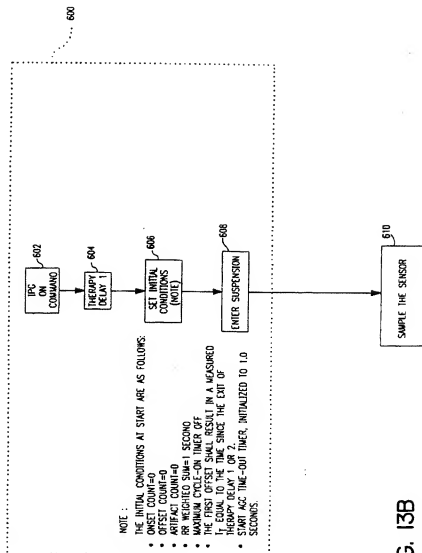 600
602
IPG
ON
COMMAND
604
THERAPY
DELAY 1
606
SET INITIAL
CONDITIONS
(NOTE)
608
ENTER SUSPENSION
NOTE :
THE INITIAL CONDITIONS AT START ARE AS FOLLOWS:
• ONSET COUNT=0
• OFFSET COUNT=0
• ARTIFACT COUNT=0
• RR WEIGHTED SUM=1 SECOND
• MAXIMUM CYCLE-ON TIMER OFF
• THE FIRST OFFSET SHALL RESULT IN A MEASURED
TT EQUAL TO THE TIME SINCE THE EXIT OF
THERAPY DELAY 1 OR 2.
• START AGC TIME-OUT TIMER, INITIALIZED TO 1.0
SECONDS.
610
SAMPLE THE SENSOR
G. 13B